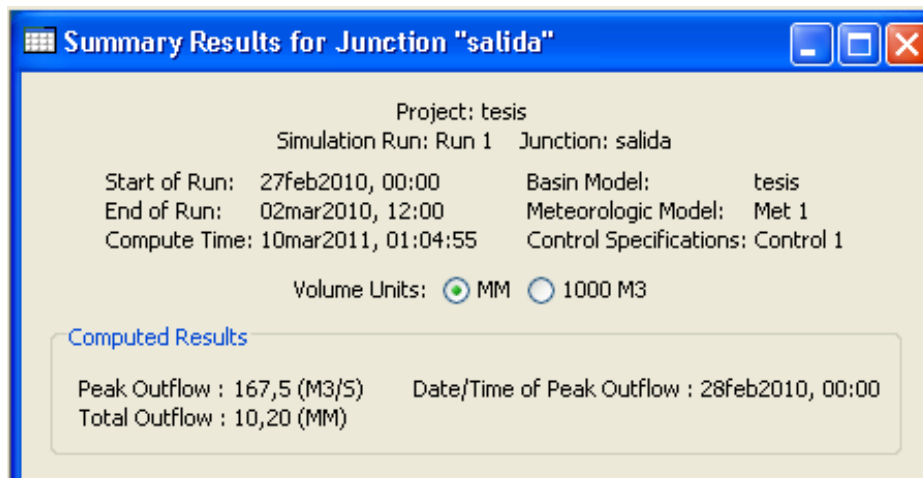 Summary Results for Junction "salida"
Project: tesis
Simulation Run: Run 1 Junction: salida
Start of Run: 27feb2010, 00:00 Basin Model: tesis
End of Run: 02mar2010, 12:00 Meteorologic Model: Met 1
Compute Time: 10mar2011, 01:04:55 Control Specifications: Control 1
Volume Units: MM 1000 M3
Computed Results
Peak Outflow : 167,5 (M3/S) Date/Time of Peak Outflow : 28feb2010, 00:00
Total Outflow : 10,20 (MM)